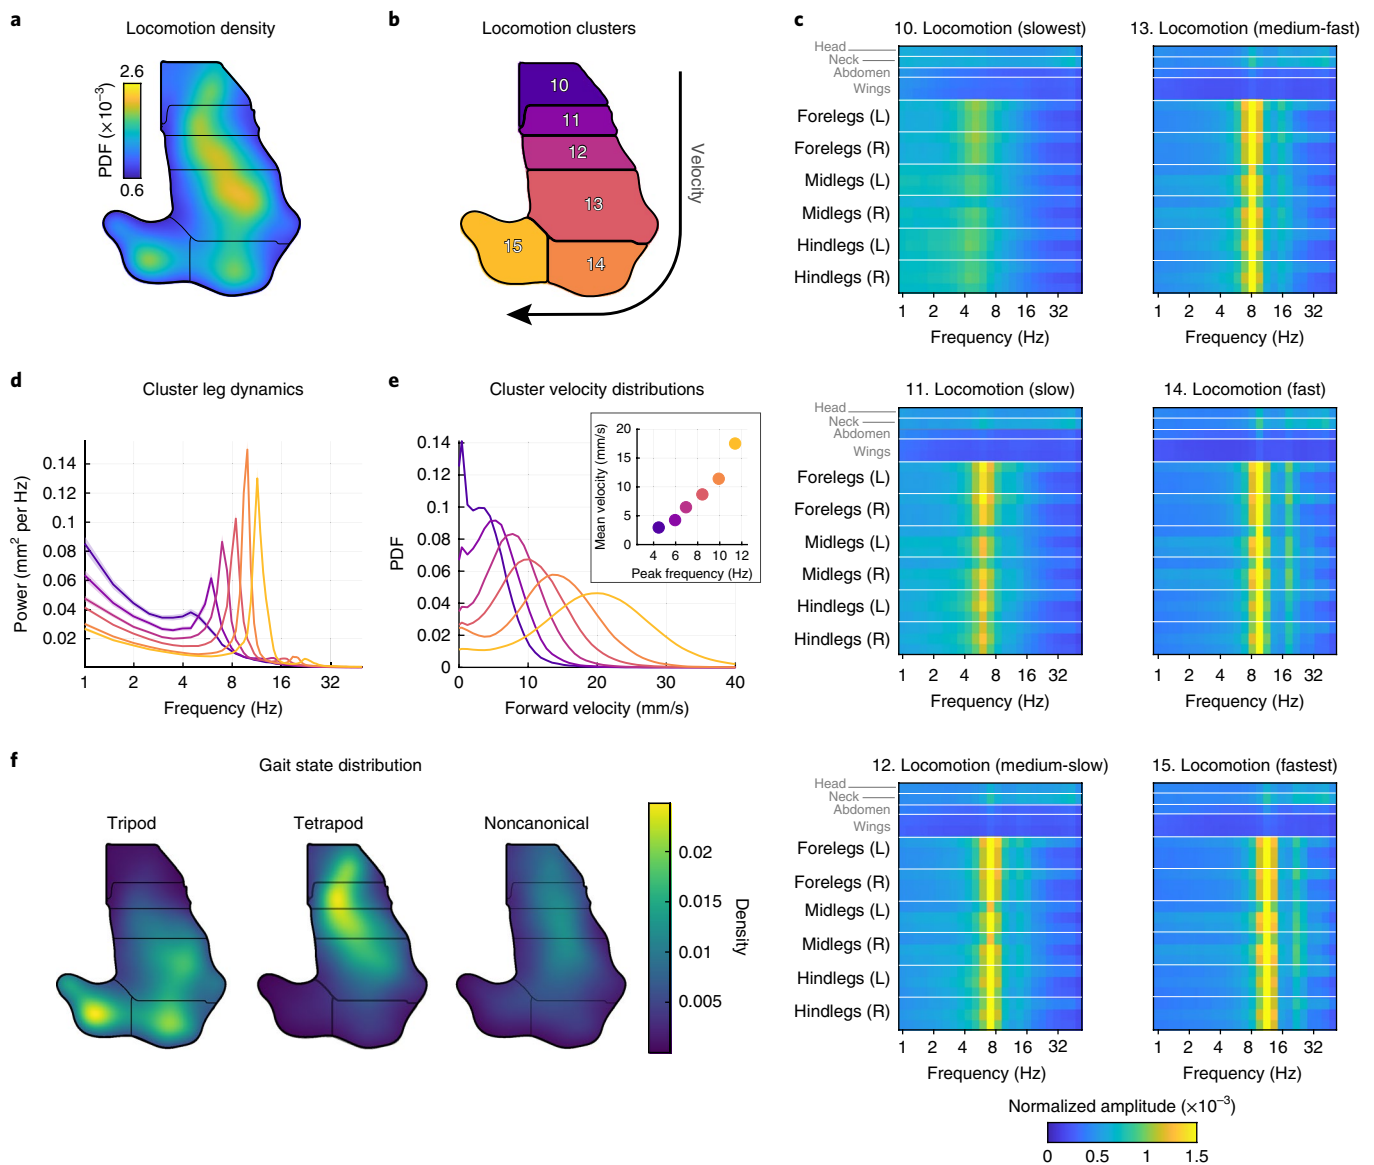 a
Locomotion density
2.6
PDF (×10⁻³)
0.6
b
Locomotion clusters
10
11
12
13
15
14
Velocity
c
10. Locomotion (slowest)
Head
Neck
Abdomen
Wings
Forelegs (L)
Forelegs (R)
Midlegs (L)
Midlegs (R)
Hindlegs (L)
Hindlegs (R)
1 2 4 8 16 32
Frequency (Hz)
13. Locomotion (medium-fast)
1 2 4 8 16 32
Frequency (Hz)
d
Cluster leg dynamics
Power (mm² per Hz)
0.14
0.12
0.1
0.08
0.06
0.04
0.02
1 2 4 8 16 32
Frequency (Hz)
e
Cluster velocity distributions
PDF
0.14
0.12
0.1
0.08
0.06
0.04
0.02
0
0 10 20 30 40
Forward velocity (mm/s)
Mean velocity (mm/s)
20
15
10
5
0
4 6 8 10 12
Peak frequency (Hz)
11. Locomotion (slow)
Head
Neck
Abdomen
Wings
Forelegs (L)
Forelegs (R)
Midlegs (L)
Midlegs (R)
Hindlegs (L)
Hindlegs (R)
1 2 4 8 16 32
Frequency (Hz)
14. Locomotion (fast)
1 2 4 8 16 32
Frequency (Hz)
f
Gait state distribution
Tripod
Tetrapod
Noncanonical
0.02
0.015
0.01
0.005
Density
12. Locomotion (medium-slow)
Head
Neck
Abdomen
Wings
Forelegs (L)
Forelegs (R)
Midlegs (L)
Midlegs (R)
Hindlegs (L)
Hindlegs (R)
1 2 4 8 16 32
Frequency (Hz)
15. Locomotion (fastest)
1 2 4 8 16 32
Frequency (Hz)
Normalized amplitude (×10⁻³)
0 0.5 1 1.5